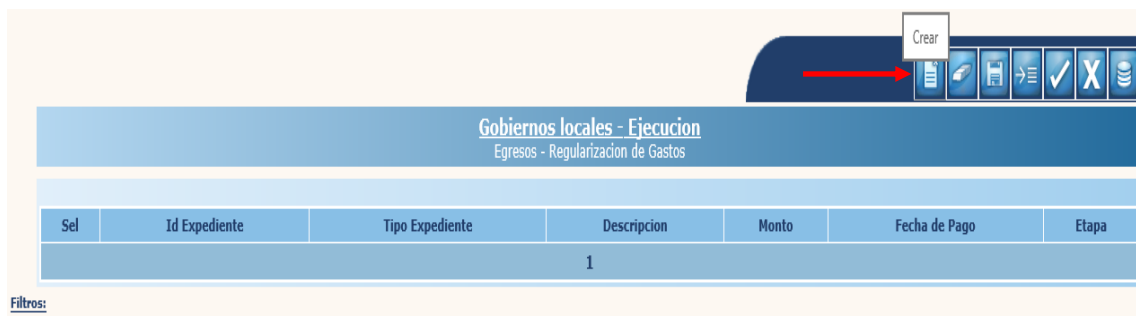 Crear
Gobiernos locales - Ejecucion
Egresos - Regularizacion de Gastos
Sel Id Expediente Tipo Expediente Descripcion Monto Fecha de Pago Etapa
1
Filtros: